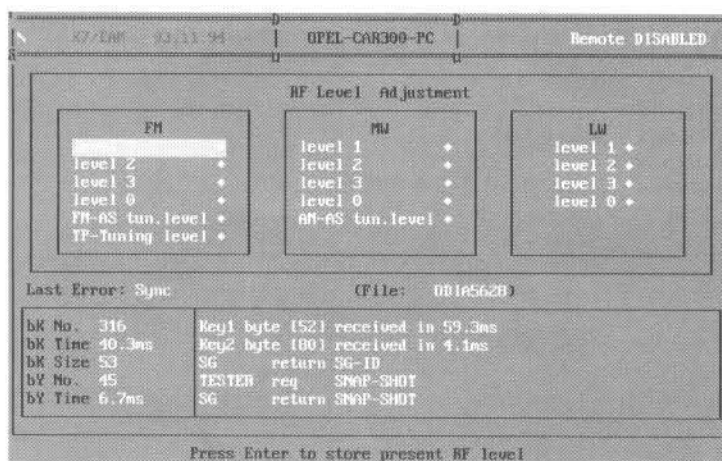 03.11.94 OPEL-CAR300-PC Remote DISABLED
RF Level Adjustment
FM
level 2
level 3
level 0
FM-AS tun.level
TP-Tuning level
MW
level 1
level 2
level 3
level 0
AM-AS tun.level
LW
level 1
level 2
level 3
level 0
Last Error: Sync (File: DDIA5628)
bK No. 316
bK Time 40.3ms
bK Size 53
bY No. 45
bY Time 6.7ms
Key1 byte [52] received in 59.3ms
Key2 byte [80] received in 4.1ms
SG return SG-ID
TESTER req SNAP-SHOT
SG return SNAP-SHOT
Press Enter to store present RF level